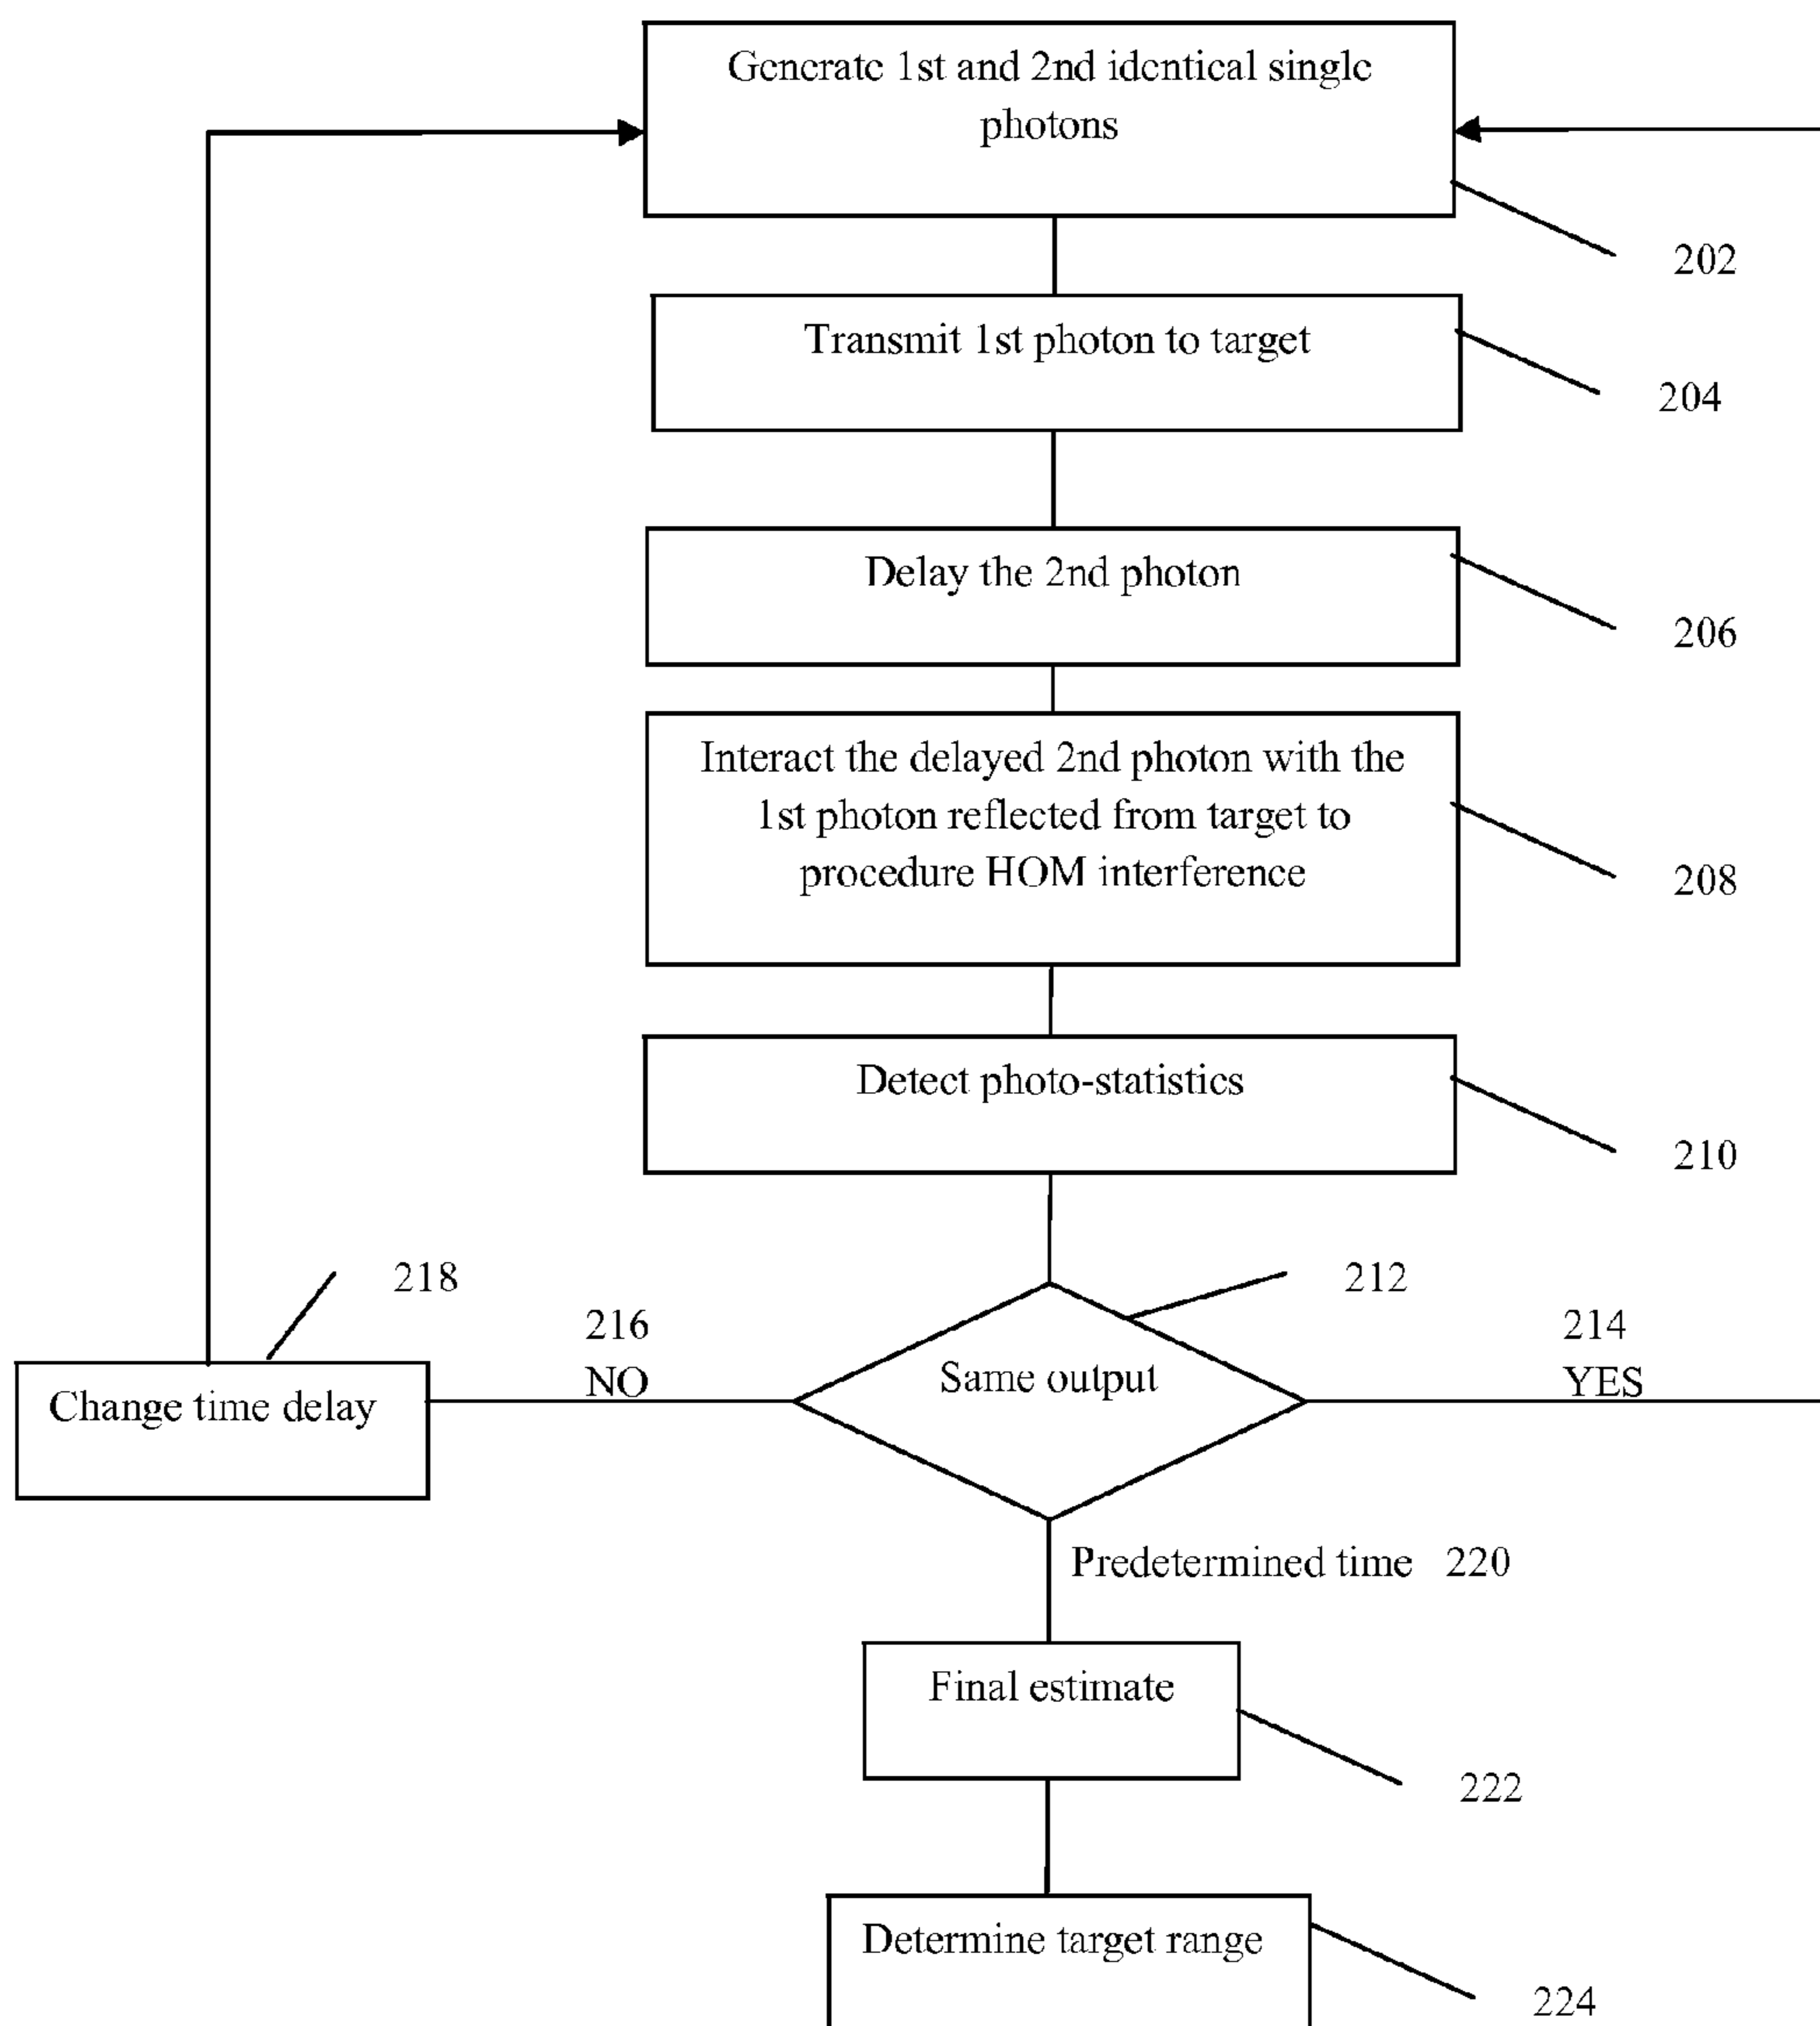 Generate 1st and 2nd identical single
photons
202
Transmit 1st photon to target
204
Delay the 2nd photon
206
Interact the delayed 2nd photon with the
1st photon reflected from target to
procedure HOM interference
208
Detect photo-statistics
210
218
212
216
NO
214
YES
Same output
Change time delay
Predetermined time 220
Final estimate
222
Determine target range
224